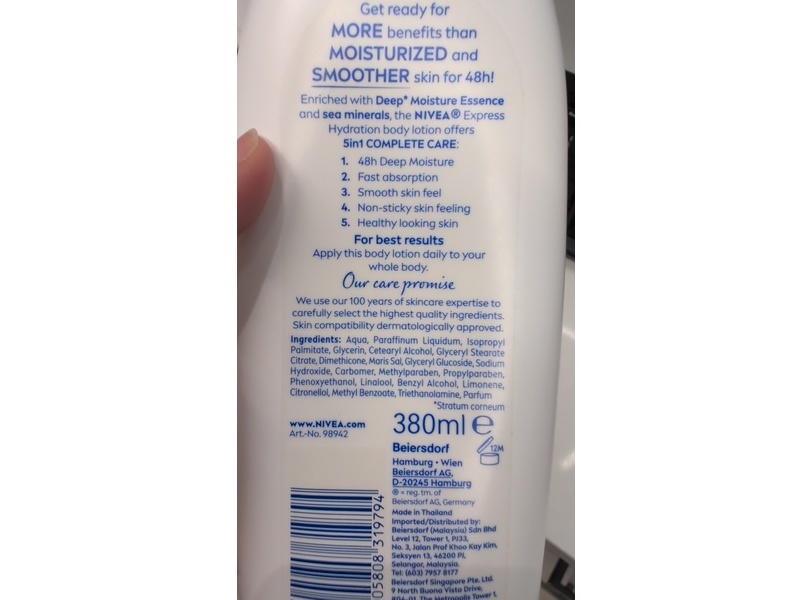 Get ready for
MORE benefits than
MOISTURIZED and
SMOOTHER skin for 48h!
Enriched with Deep* Moisture Essence
and sea minerals, the NIVEA® Express
Hydration body lotion offers
5in1 COMPLETE CARE:
1. 48h Deep Moisture
2. Fast absorption
3. Smooth skin feel
4. Non-sticky skin feeling
5. Healthy looking skin
For best results
Apply this body lotion daily to your
whole body.
Our care promise
We use our 100 years of skincare expertise to
carefully select the highest quality ingredients.
Skin compatibility dermatologically approved.
Ingredients: Aqua, Paraffinum Liquidum, Isopropyl
Palmitate, Glycerin, Cetearyl Alcohol, Glyceryl Stearate
Citrate, Dimethicone, Maris Sal, Glyceryl Glucoside, Sodium
Hydroxide, Carbomer, Methylparaben, Propylparaben,
Phenoxyethanol, Linalool, Benzyl Alcohol, Limonene,
Citronellol, Methyl Benzoate, Triethanolamine, Parfum
*Stratum corneum
www.NIVEA.com
Art.-No. 98942
380ml e
12M
Beiersdorf
Hamburg • Wien
Beiersdorf AG,
D-20245 Hamburg
® = reg. tm. of
Beiersdorf AG, Germany
Made in Thailand
Imported/Distributed by:
Beiersdorf (Malaysia) Sdn Bhd
Level 12, Tower 1, PJ33,
No. 3, Jalan Prof Khoo Kay Kim,
Seksyen 13, 46200 PJ,
Selangor, Malaysia.
Tel: (603) 7957 8177
Beiersdorf Singapore Pte. Ltd.
9 North Buona Vista Drive,
#04-01, The Metropolis Tower 1,
05808 319794